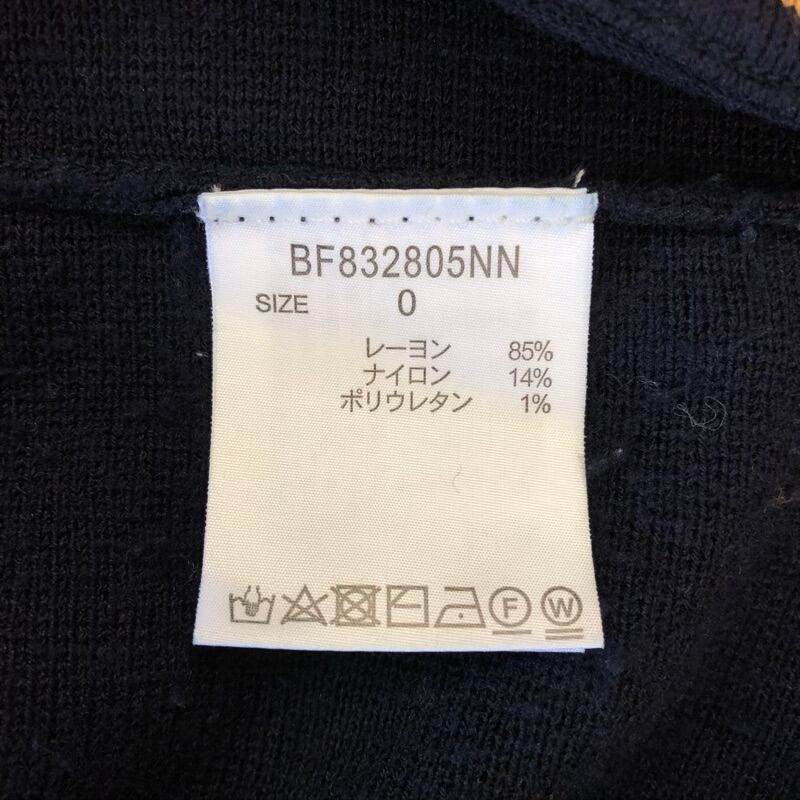 BF832805NN
SIZE 0
レーヨン 85%
ナイロン 14%
ポリウレタン 1%
F W